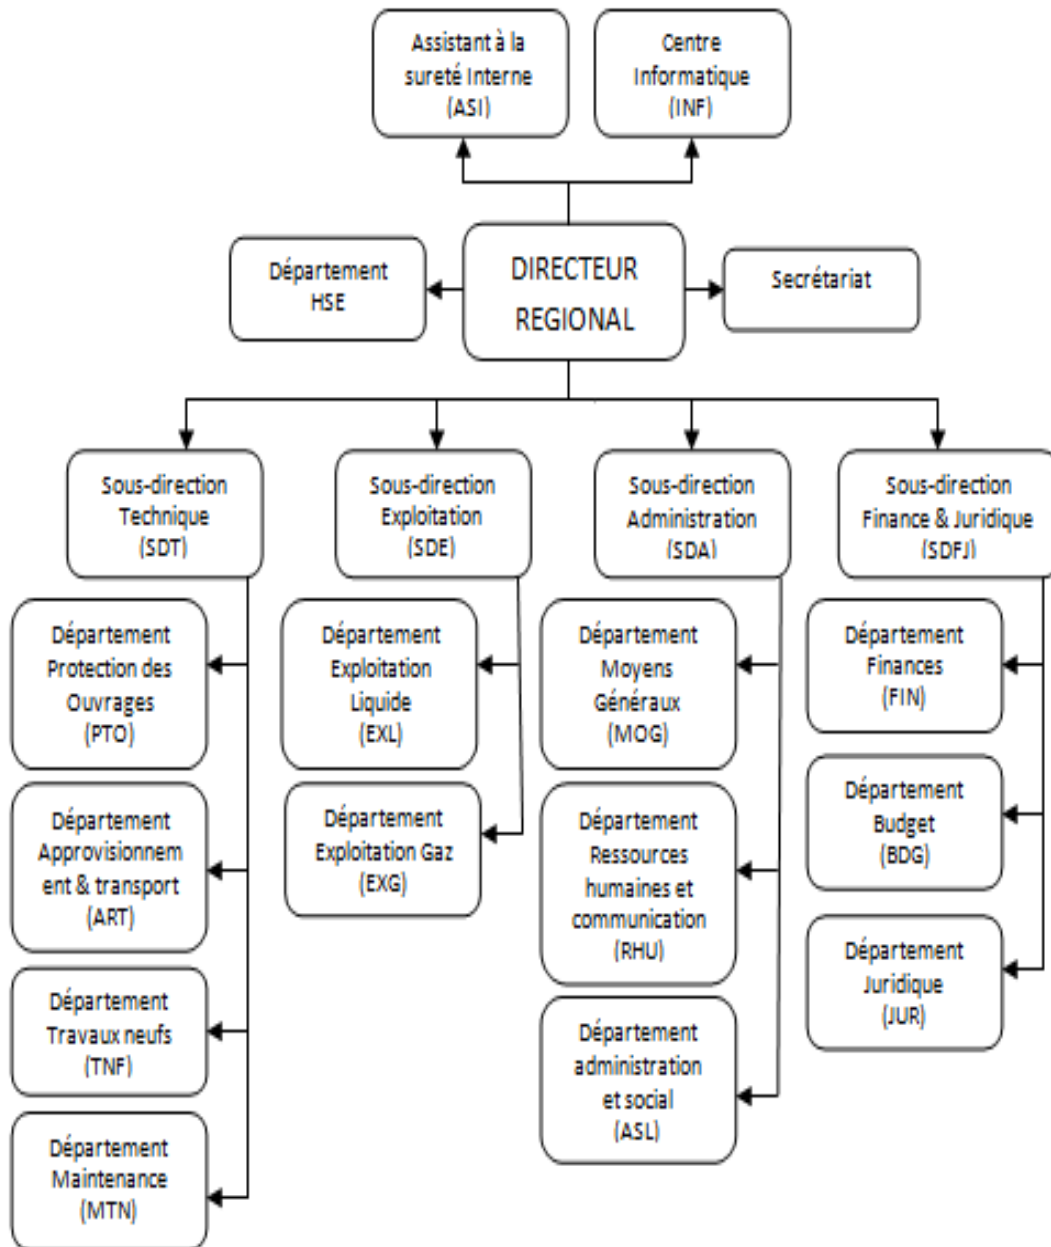 Assistant à la
sureté Interne
(ASI)
Centre
Informatique
(INF)
Département
HSE
DIRECTEUR
REGIONAL
Secrétariat
Sous-direction
Technique
(SDT)
Sous-direction
Exploitation
(SDE)
Sous-direction
Administration
(SDA)
Sous-direction
Finance & Juridique
(SDFJ)
Département
Protection des
Ouvrages
(PTO)
Département
Approvisionnem
ent & transport
(ART)
Département
Travaux neufs
(TNF)
Département
Maintenance
(MTN)
Département
Exploitation
Liquide
(EXL)
Département
Exploitation Gaz
(EXG)
Département
Moyens
Généraux
(MOG)
Département
Ressources
humaines et
communication
(RHU)
Département
administration
et social
(ASL)
Département
Finances
(FIN)
Département
Budget
(BDG)
Département
Juridique
(JUR)